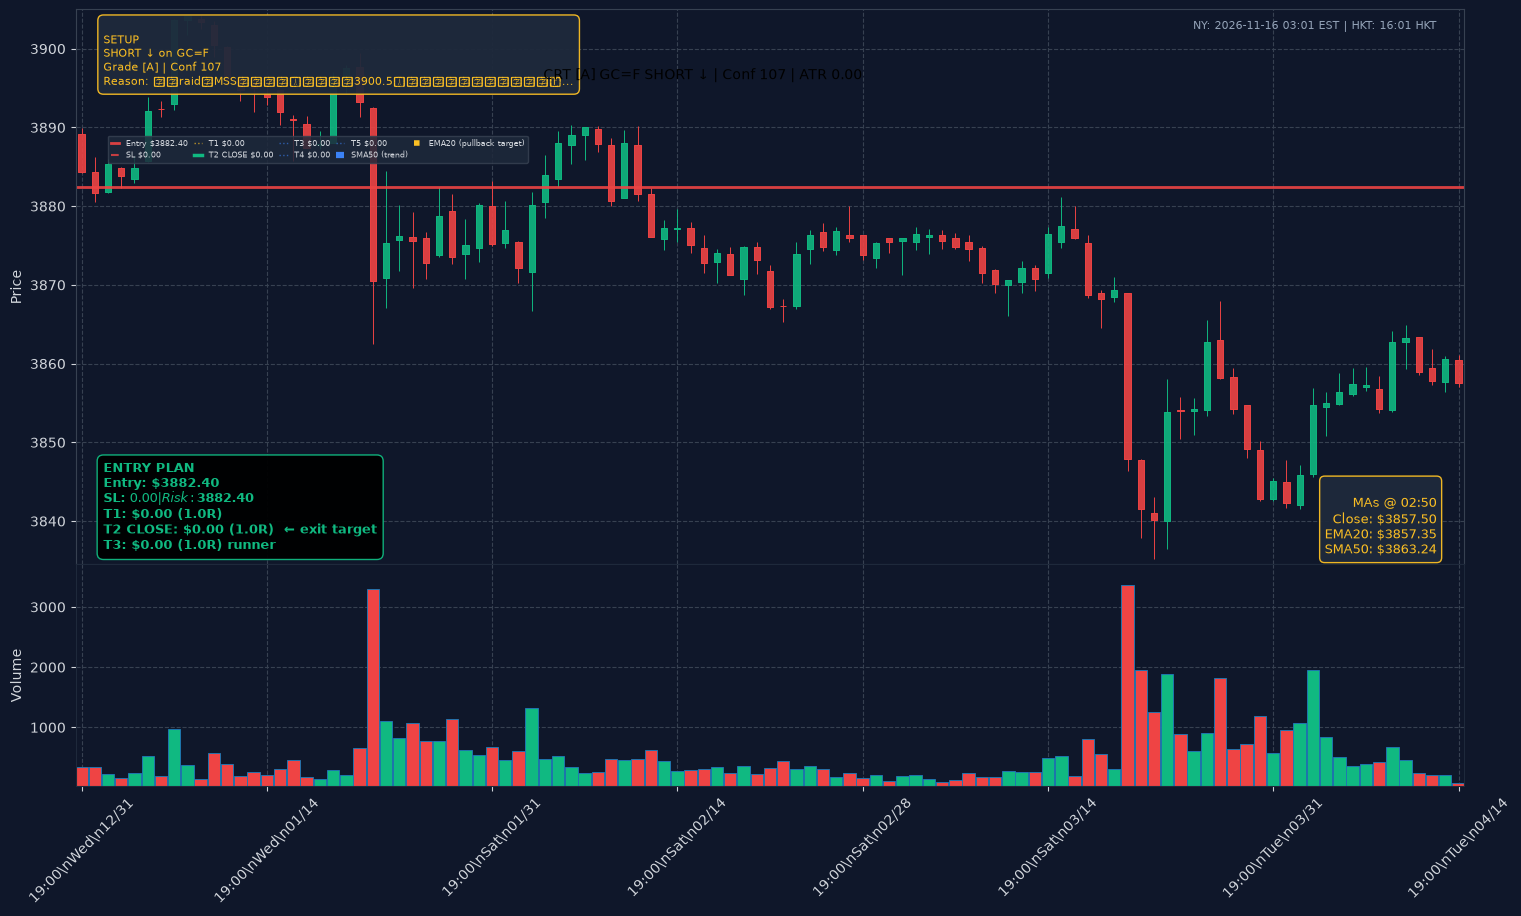 NY: 2026-11-16 03:01 EST | HKT: 16:01 HKT
SETUP
SHORT ↓ on GC=F
Grade [A] | Conf 107
Reason: raid MSS 3900.5 ...
CRT [A] GC=F SHORT ↓ | Conf 107 | ATR 0.00
Entry $3882.40
SL $0.00
T1 $0.00
T2 CLOSE $0.00
T3 $0.00
T4 $0.00
T5 $0.00
SMA50 (trend)
EMA20 (pullback target)
Price
3900
3890
3880
3870
3860
3850
3840
ENTRY PLAN
Entry: $3882.40
SL: 0.00|Risk:3882.40
T1: $0.00 (1.0R)
T2 CLOSE: $0.00 (1.0R) ← exit target
T3: $0.00 (1.0R) runner
MAs @ 02:50
Close: $3857.50
EMA20: $3857.35
SMA50: $3863.24
Volume
3000
2000
1000
19:00\nWed\n12/31
19:00\nWed\n01/14
19:00\nSat\n01/31
19:00\nSat\n02/14
19:00\nSat\n02/28
19:00\nSat\n03/14
19:00\nTue\n03/31
19:00\nTue\n04/14